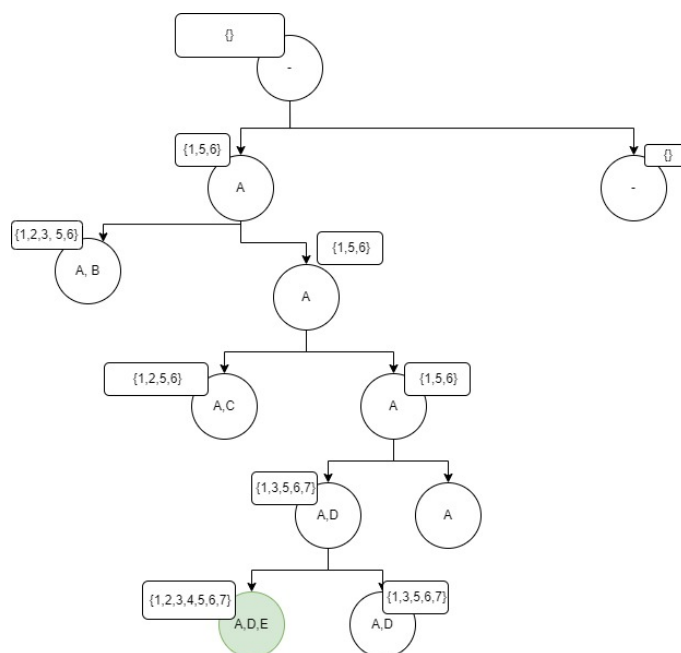 {}
-
{1,5,6}
A
{}
-
{1,2,3, 5,6}
A, B
{1,5,6}
A
{1,2,5,6}
A,C
{1,5,6}
A
{1,3,5,6,7}
A,D
A
{1,2,3,4,5,6,7}
A,D,E
{1,3,5,6,7}
A,D